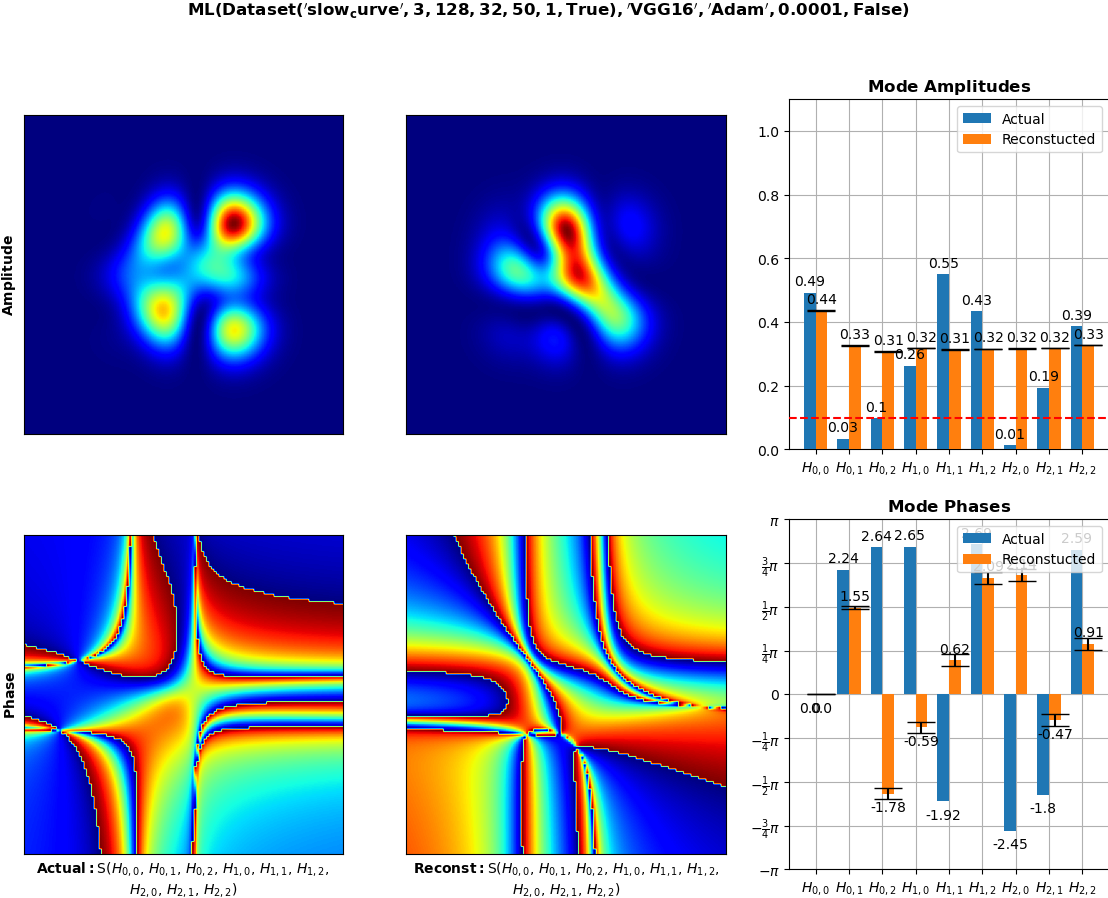 ML(Dataset('slow_curve', 3, 128, 32, 50, 1, True), 'VGG16', 'Adam', 0.0001, False)
Amplitude
Mode Amplitudes
Actual
Reconstucted
1.0
0.8
0.6
0.4
0.2
0.0
0.49
0.44
0.03
0.33
0.1
0.31
0.26
0.32
0.55
0.31
0.43
0.32
0.01
0.32
0.19
0.32
0.39
0.33
H0,0 H0,1 H0,2 H1,0 H1,1 H1,2 H2,0 H2,1 H2,2
Phase
Actual: S(H0,0, H0,1, H0,2, H1,0, H1,1, H1,2,
H2,0, H2,1, H2,2)
Reconst: S(H0,0, H0,1, H0,2, H1,0, H1,1, H1,2,
H2,0, H2,1, H2,2)
Mode Phases
Actual
Reconstucted
π
3/4π
1/2π
1/4π
0
−1/4π
−1/2π
−3/4π
−π
0.0
0.0
2.24
1.55
2.64
-1.78
2.65
-0.59
-1.92
0.62
-2.45
-1.8
-0.47
2.59
0.91
H0,0 H0,1 H0,2 H1,0 H1,1 H1,2 H2,0 H2,1 H2,2